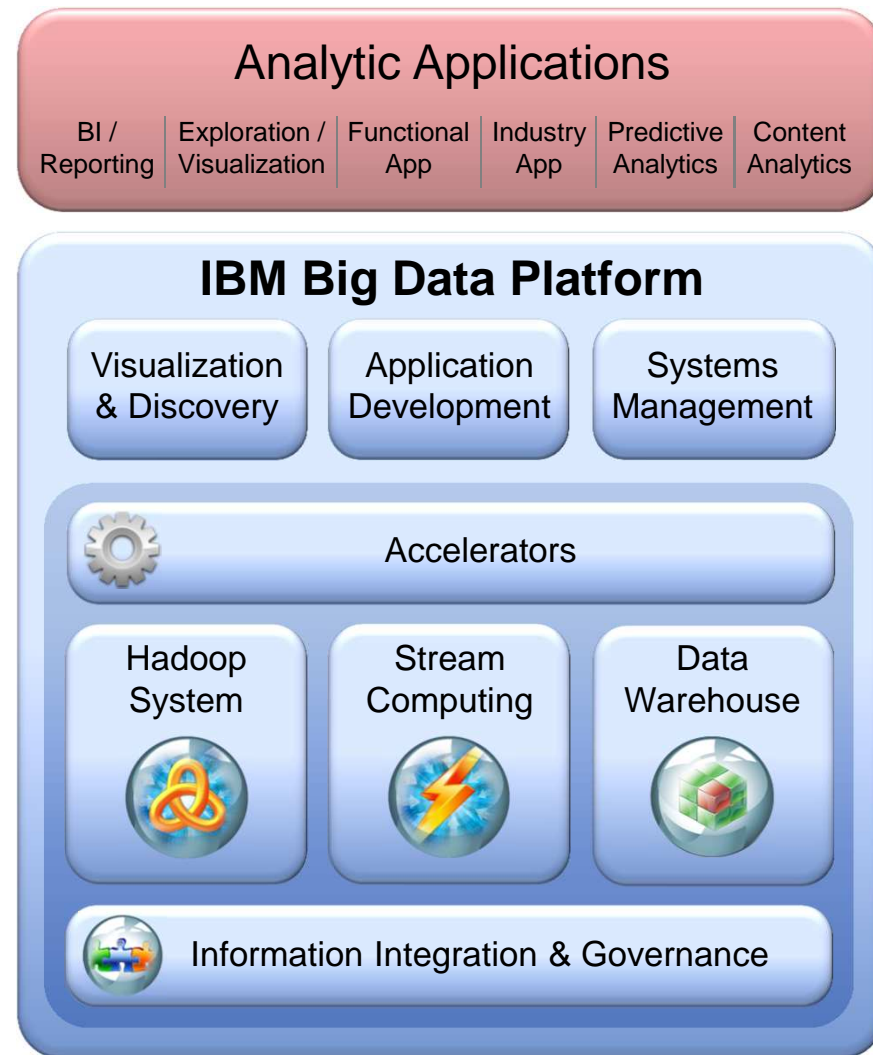 Analytic Applications
BI /
Reporting
Exploration /
Visualization
Functional
App
Industry
App
Predictive
Analytics
Content
Analytics
IBM Big Data Platform
Visualization
& Discovery
Application
Development
Systems
Management
Accelerators
Hadoop
System
Stream
Computing
Data
Warehouse
Information Integration & Governance